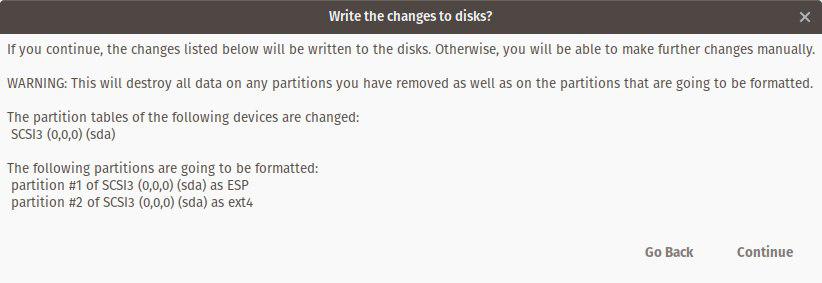 Write the changes to disks?
If you continue, the changes listed below will be written to the disks. Otherwise, you will be able to make further changes manually.
WARNING: This will destroy all data on any partitions you have removed as well as on the partitions that are going to be formatted.
The partition tables of the following devices are changed:
SCSI3 (0,0,0) (sda)
The following partitions are going to be formatted:
partition #1 of SCSI3 (0,0,0) (sda) as ESP
partition #2 of SCSI3 (0,0,0) (sda) as ext4
Go Back Continue